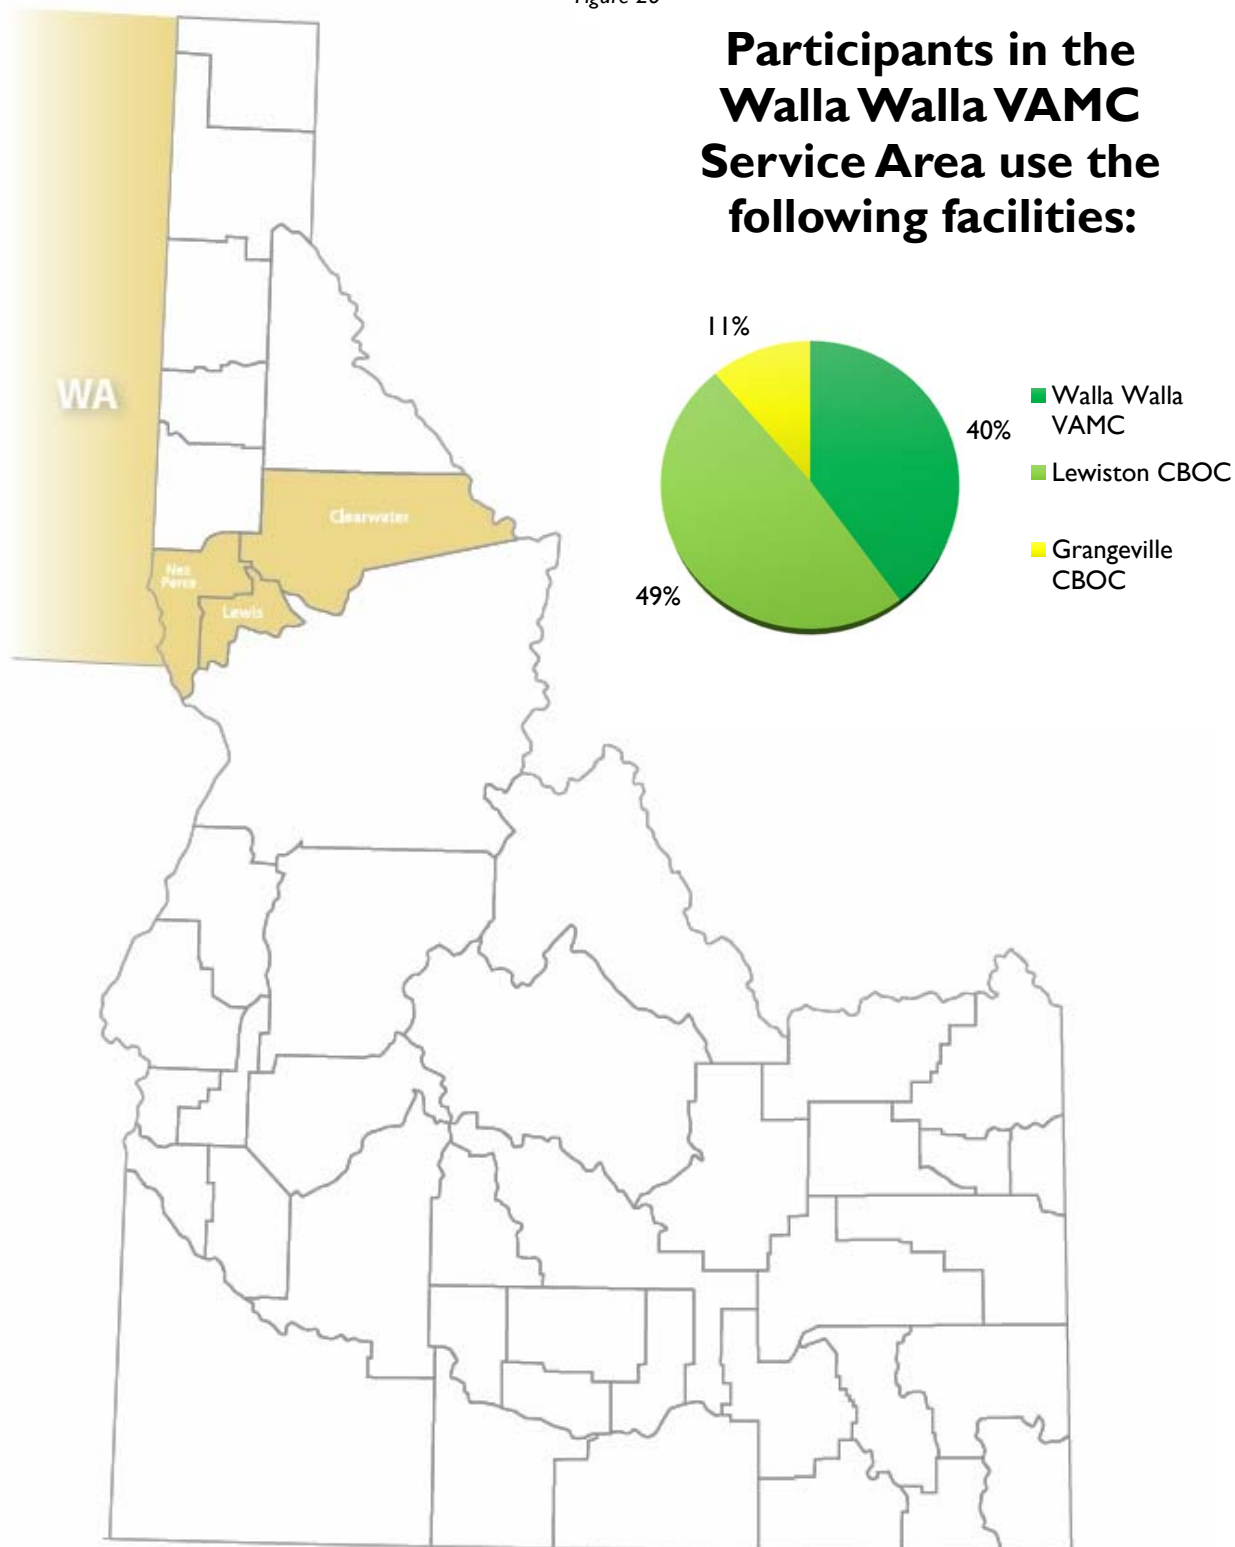 Participants in the
Walla Walla VAMC
Service Area use the
following facilities:
11%
40%
49%
Walla Walla
VAMC
Lewiston CBOC
Grangeville
CBOC
WA
Clearwater
Nez
Perce
Lewis